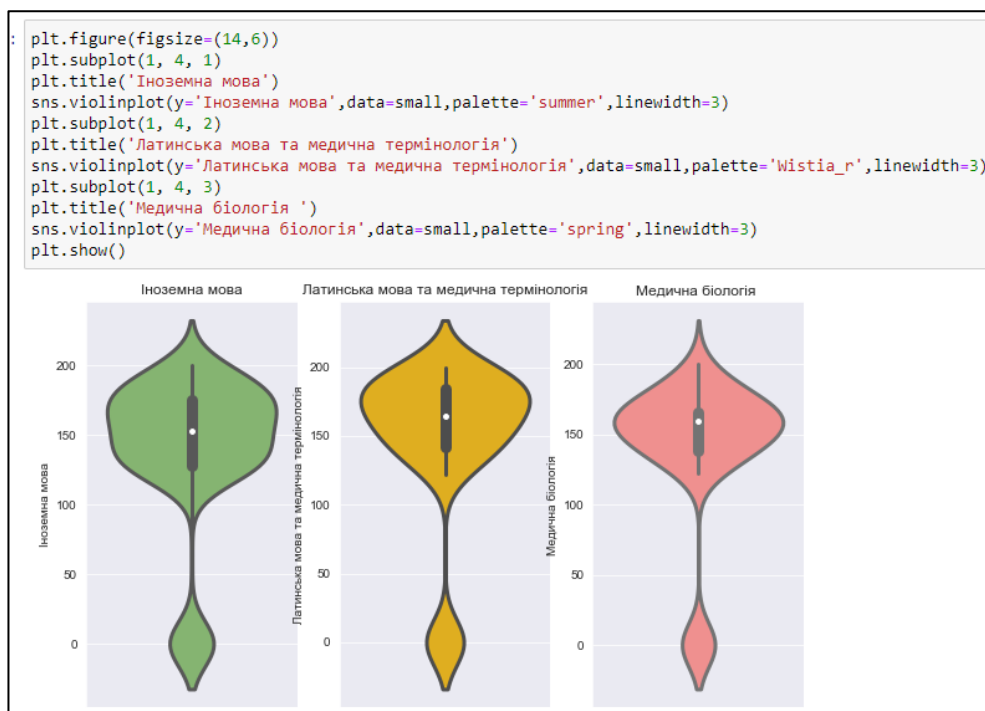 : plt.figure(figsize=(14,6))
plt.subplot(1, 4, 1)
plt.title('Іноземна мова')
sns.violinplot(y='Іноземна мова',data=small,palette='summer',linewidth=3)
plt.subplot(1, 4, 2)
plt.title('Латинська мова та медична термінологія')
sns.violinplot(y='Латинська мова та медична термінологія',data=small,palette='Wistia_r',linewidth=3)
plt.subplot(1, 4, 3)
plt.title('Медична біологія ')
sns.violinplot(y='Медична біологія',data=small,palette='spring',linewidth=3)
plt.show()
Іноземна мова
Іноземна мова
200
150
100
50
0
Латинська мова та медична термінологія
Латинська мова та медична термінологія
200
150
100
50
0
Медична біологія
Медична біологія
200
150
100
50
0